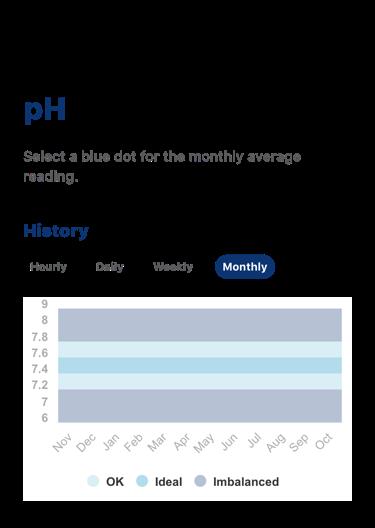 pH
Select a blue dot for the monthly average
reading.
History
Hourly Daily Weekly Monthly
9
8
7.8
7.6
7.4
7.2
7
6
Nov Dec Jan Feb Mar Apr May Jun Jul Aug Sep Oct
OK Ideal Imbalanced